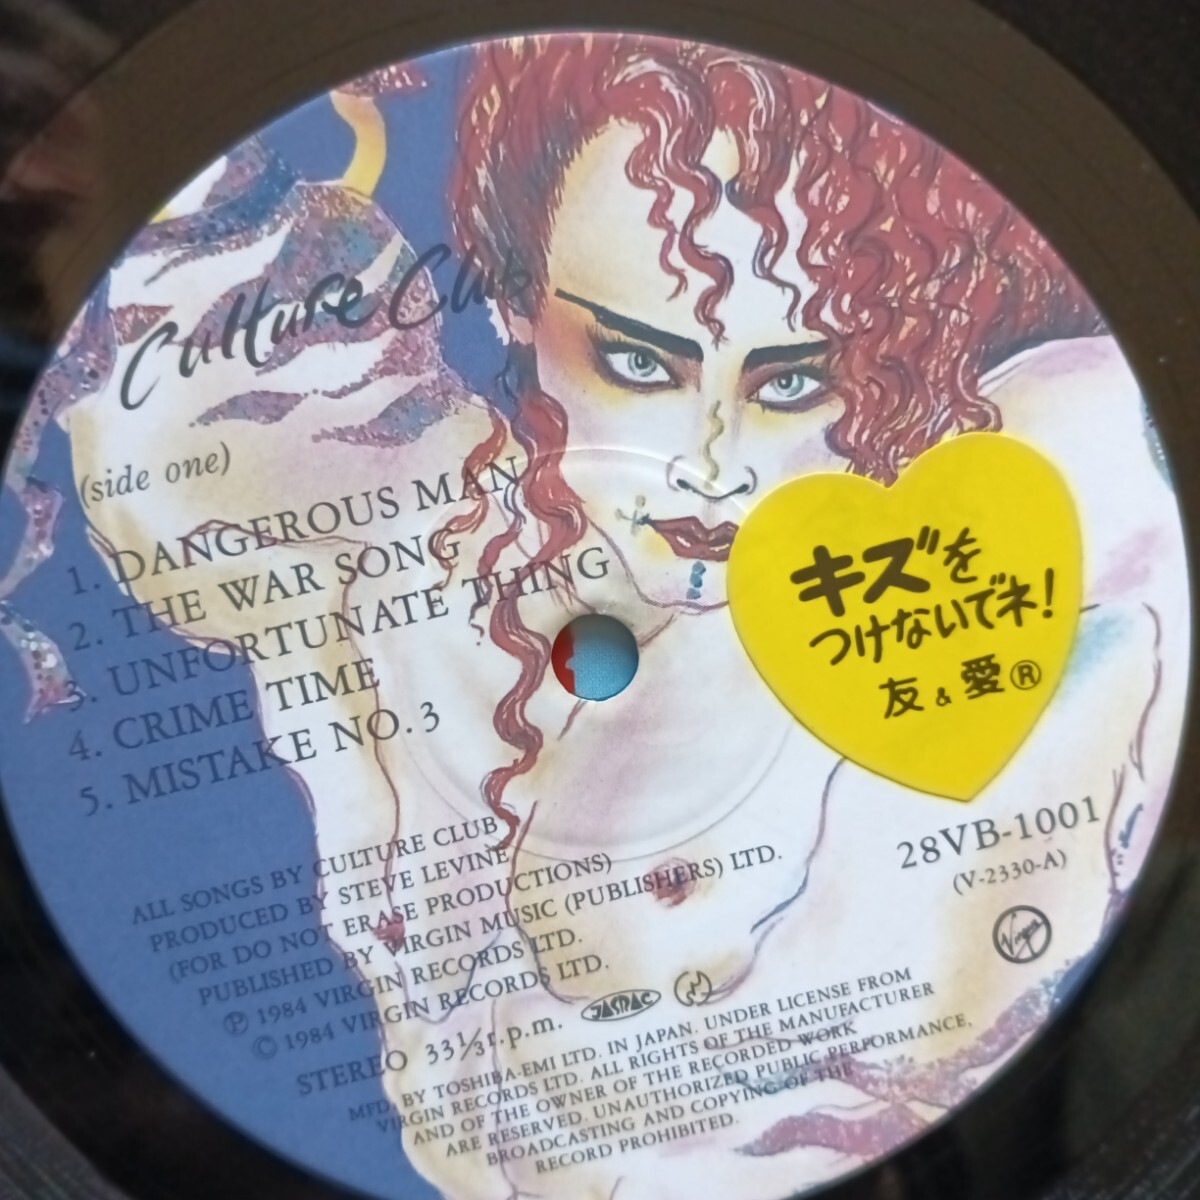 Culture Club
(side one)
1. DANGEROUS MAN
2. THE WAR SONG
3. UNFORTUNATE THING
4. CRIME TIME
5. MISTAKE NO. 3
キズを
つけないでネ!
友 & 愛 ®
28VB-1001
(V-2330-A)
Virgin
ALL SONGS BY CULTURE CLUB
PRODUCED BY STEVE LEVINE
(FOR DO NOT ERASE PRODUCTIONS)
PUBLISHED BY VIRGIN MUSIC (PUBLISHERS) LTD.
℗ 1984 VIRGIN RECORDS LTD.
© 1984 VIRGIN RECORDS LTD.
STEREO 33 1/3 r.p.m. JASRAC
MFD. BY TOSHIBA-EMI LTD. IN JAPAN. UNDER LICENSE FROM
VIRGIN RECORDS LTD. ALL RIGHTS OF THE MANUFACTURER
AND OF THE OWNER OF THE RECORDED WORK
ARE RESERVED. UNAUTHORIZED PUBLIC PERFORMANCE,
BROADCASTING AND COPYING OF THE
RECORD PROHIBITED.